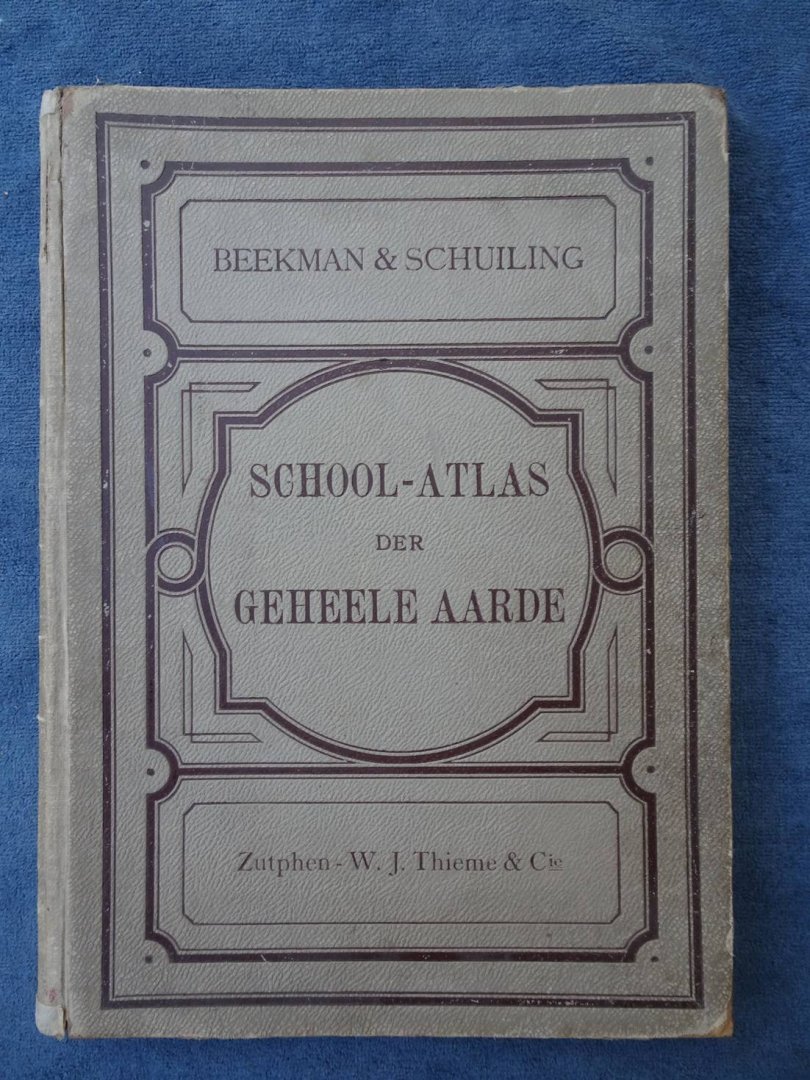 BEEKMAN & SCHUILING
SCHOOL-ATLAS
DER
GEHEELE AARDE
Zutphen - W. J. Thieme & Cie